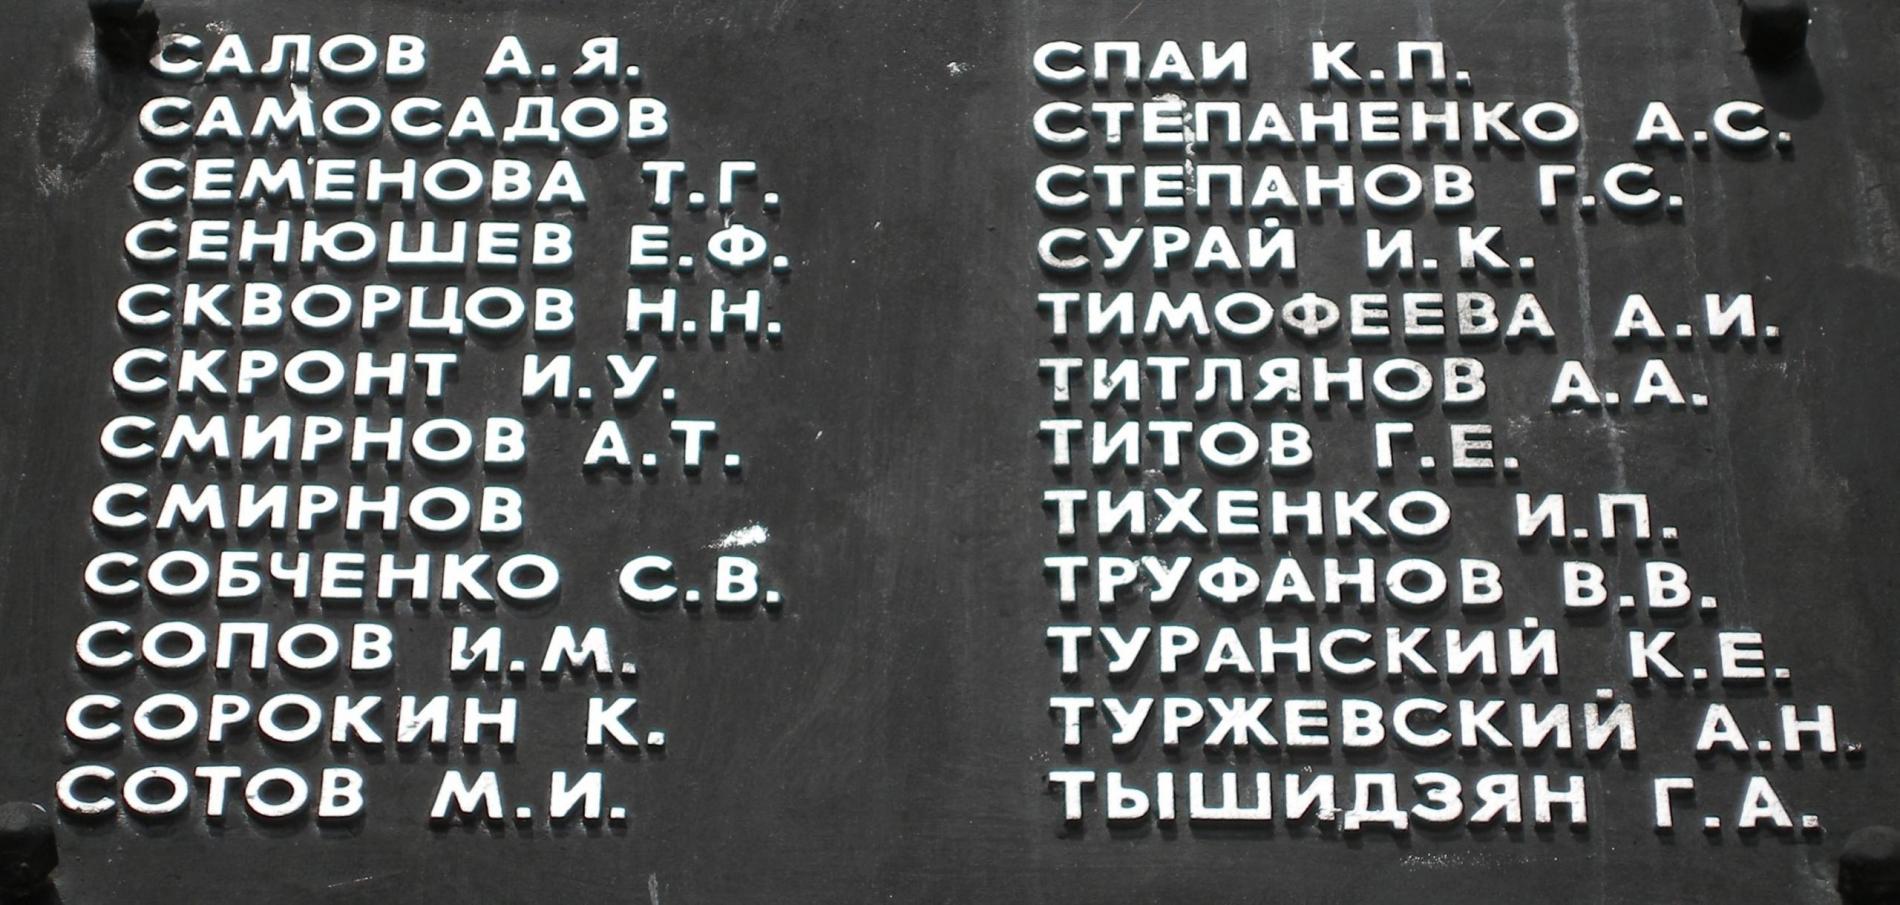 САЛОВ А.Я.
САМОСАДОВ
СЕМЕНОВА Т.Г.
СЕНЮШЕВ Е.Ф.
СКВОРЦОВ Н.Н.
СКРОНТ И.У.
СМИРНОВ А.Т.
СМИРНОВ
СОБЧЕНКО С.В.
СОПОВ И.М.
СОРОКИН К.
СОТОВ М.И.
СПАИ К.П.
СТЕПАНЕНКО А.С.
СТЕПАНОВ Г.С.
СУРАЙ И.К.
ТИМОФЕЕВА А.И.
ТИТЛЯНОВ А.А.
ТИТОВ Г.Е.
ТИХЕНКО И.П.
ТРУФАНОВ В.В.
ТУРАНСКИЙ К.Е.
ТУРЖЕВСКИЙ А.Н.
ТЫШИДЗЯН Г.А.